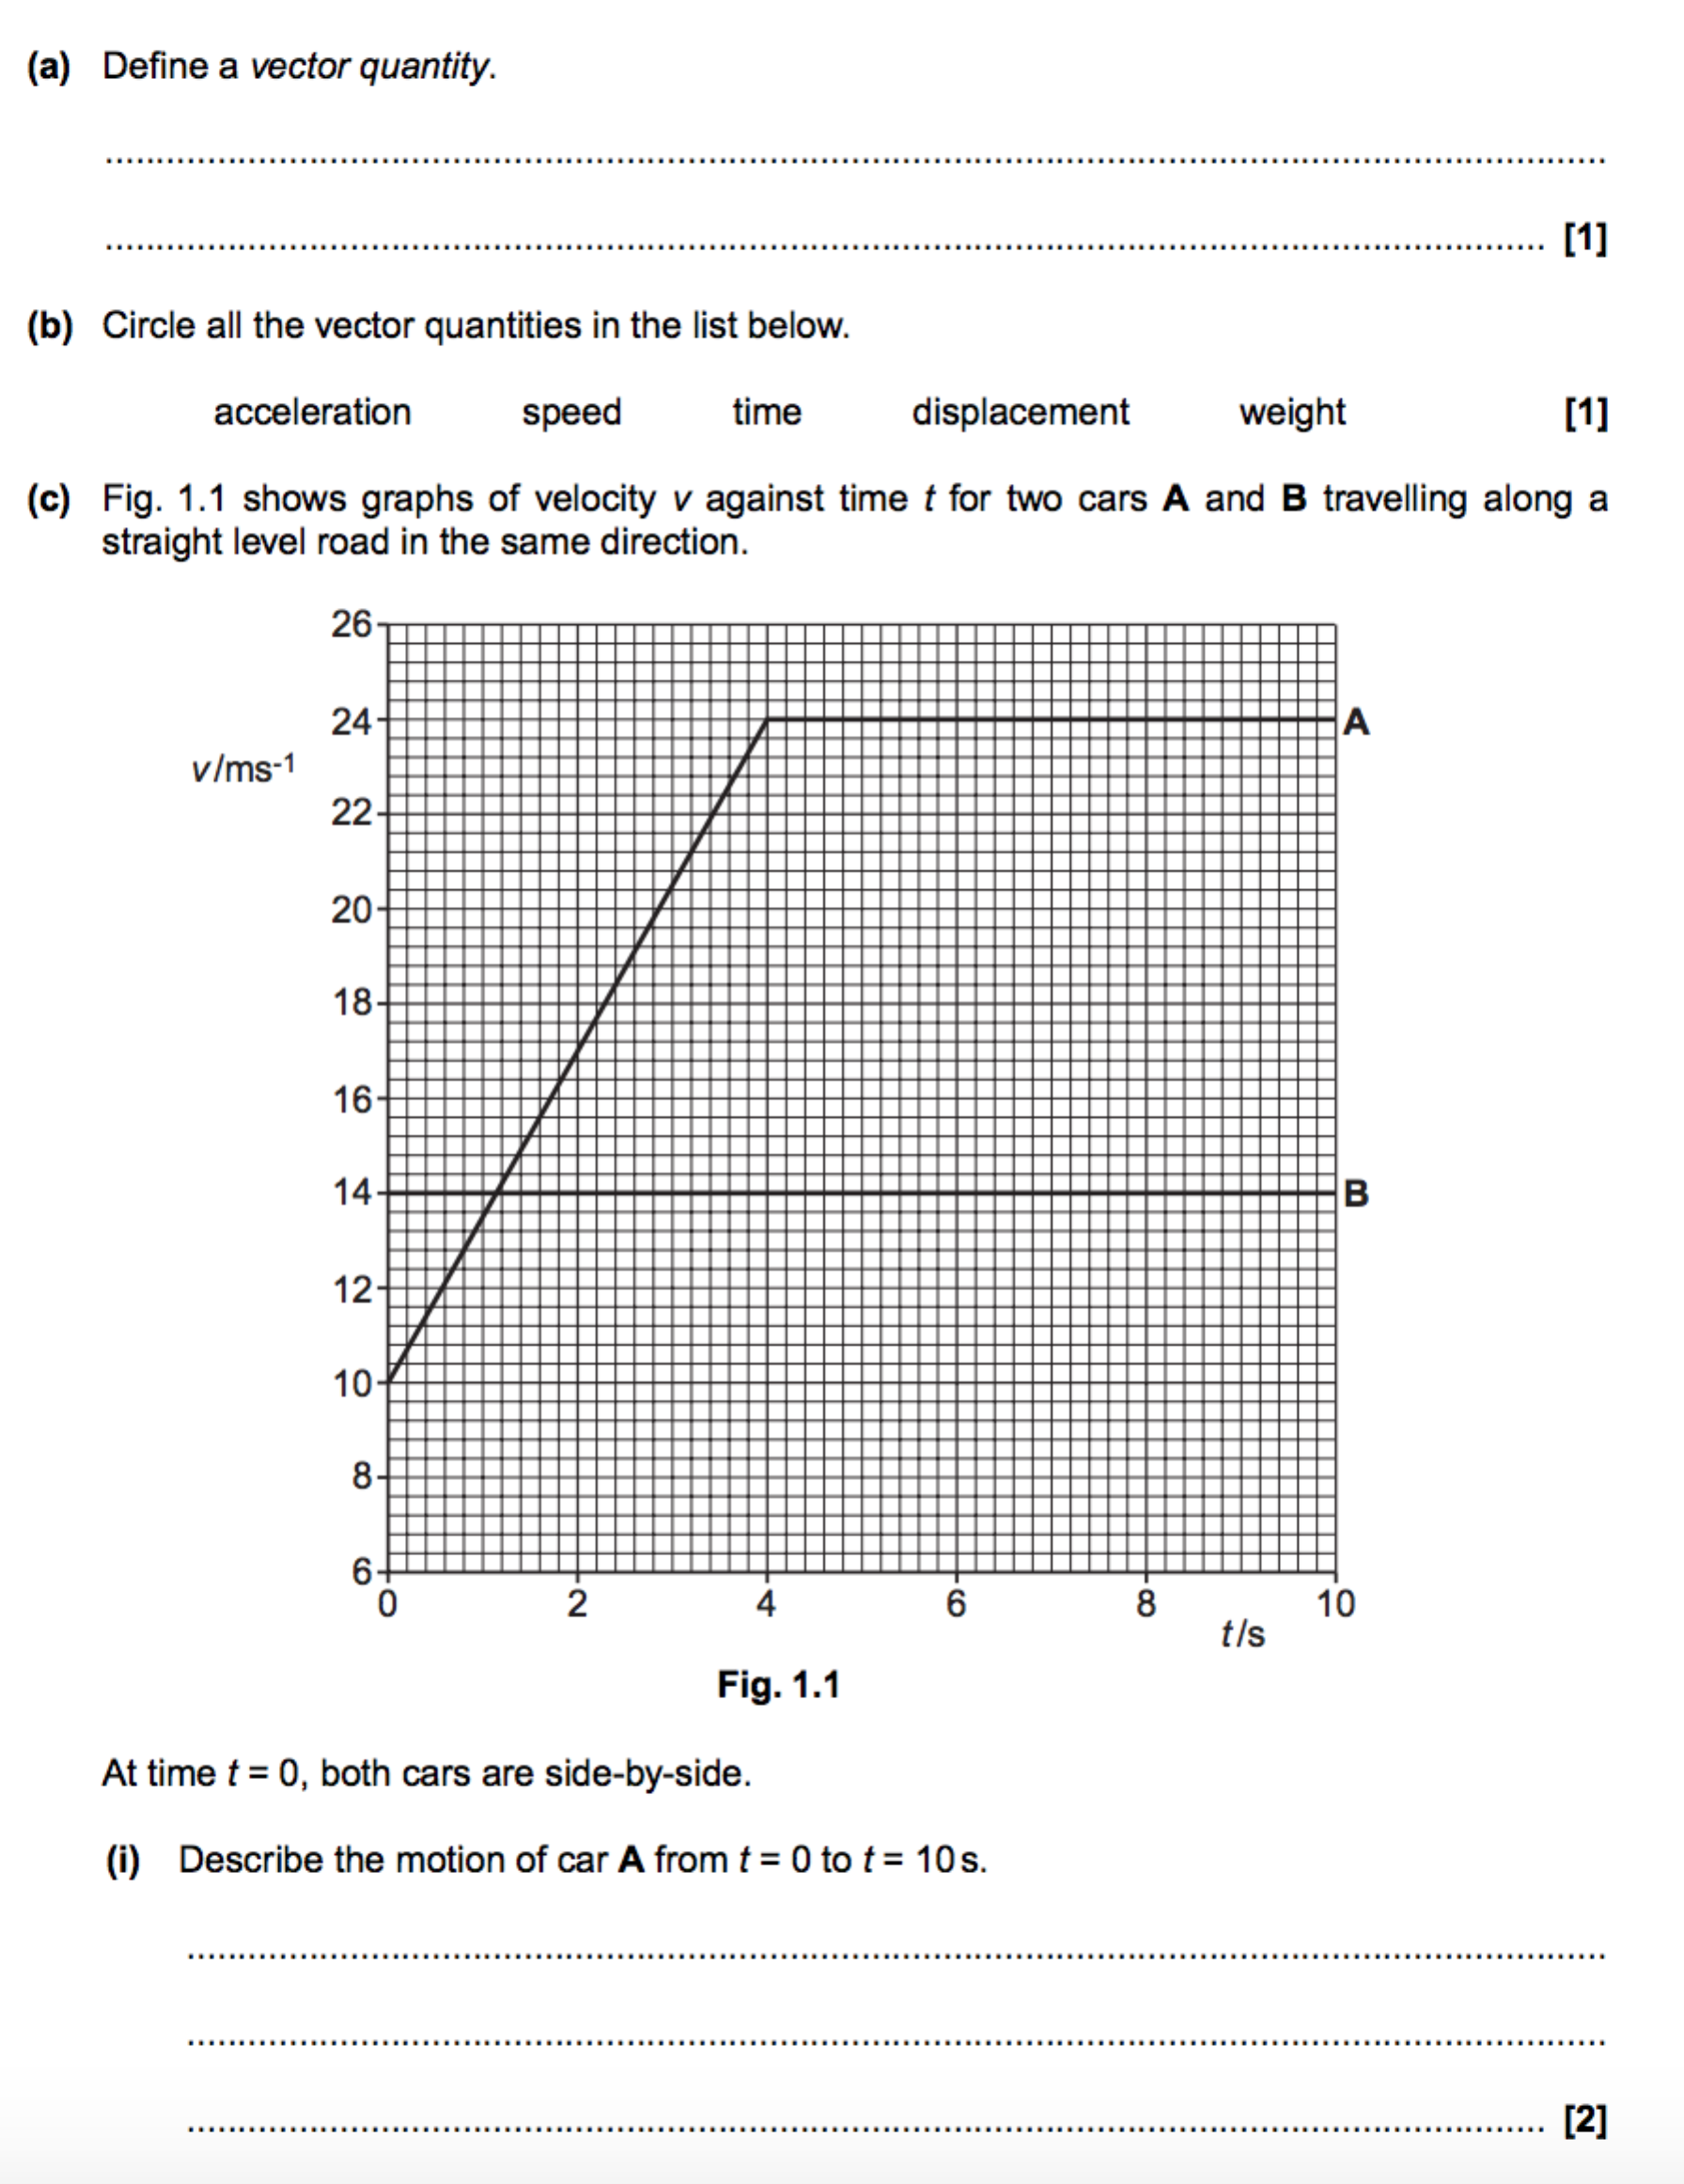 (a) Define a vector quantity.
................................................................................
................................................................................ [1]
(b) Circle all the vector quantities in the list below.
acceleration speed time displacement weight [1]
(c) Fig. 1.1 shows graphs of velocity v against time t for two cars A and B travelling along a
straight level road in the same direction.
26
24 A
v/ms-1
22
20
18
16
14 B
12
10
8
6
0 2 4 6 8 10
t/s
Fig. 1.1
At time t = 0, both cars are side-by-side.
(i) Describe the motion of car A from t = 0 to t = 10 s.
................................................................................
................................................................................
................................................................................ [2]